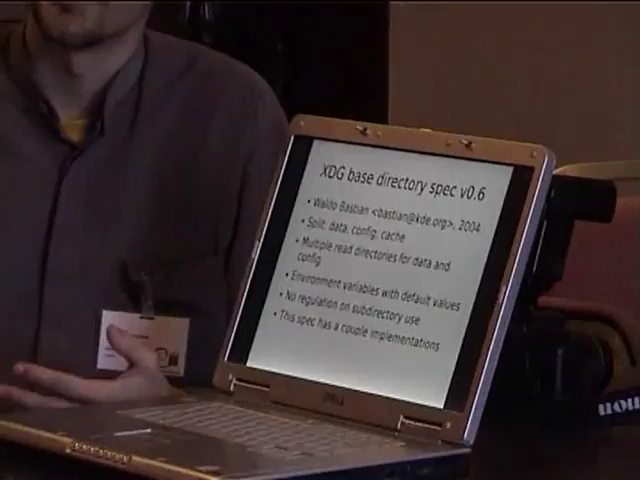 XDG base directory spec v0.6
• Waldo Bastian <bastian@kde.org>, 2004
• Split: data, config, cache
• Multiple read directories for data and
config
• Environment variables with default values
• No regulation on subdirectory use
• This spec has a couple implementations
DELL